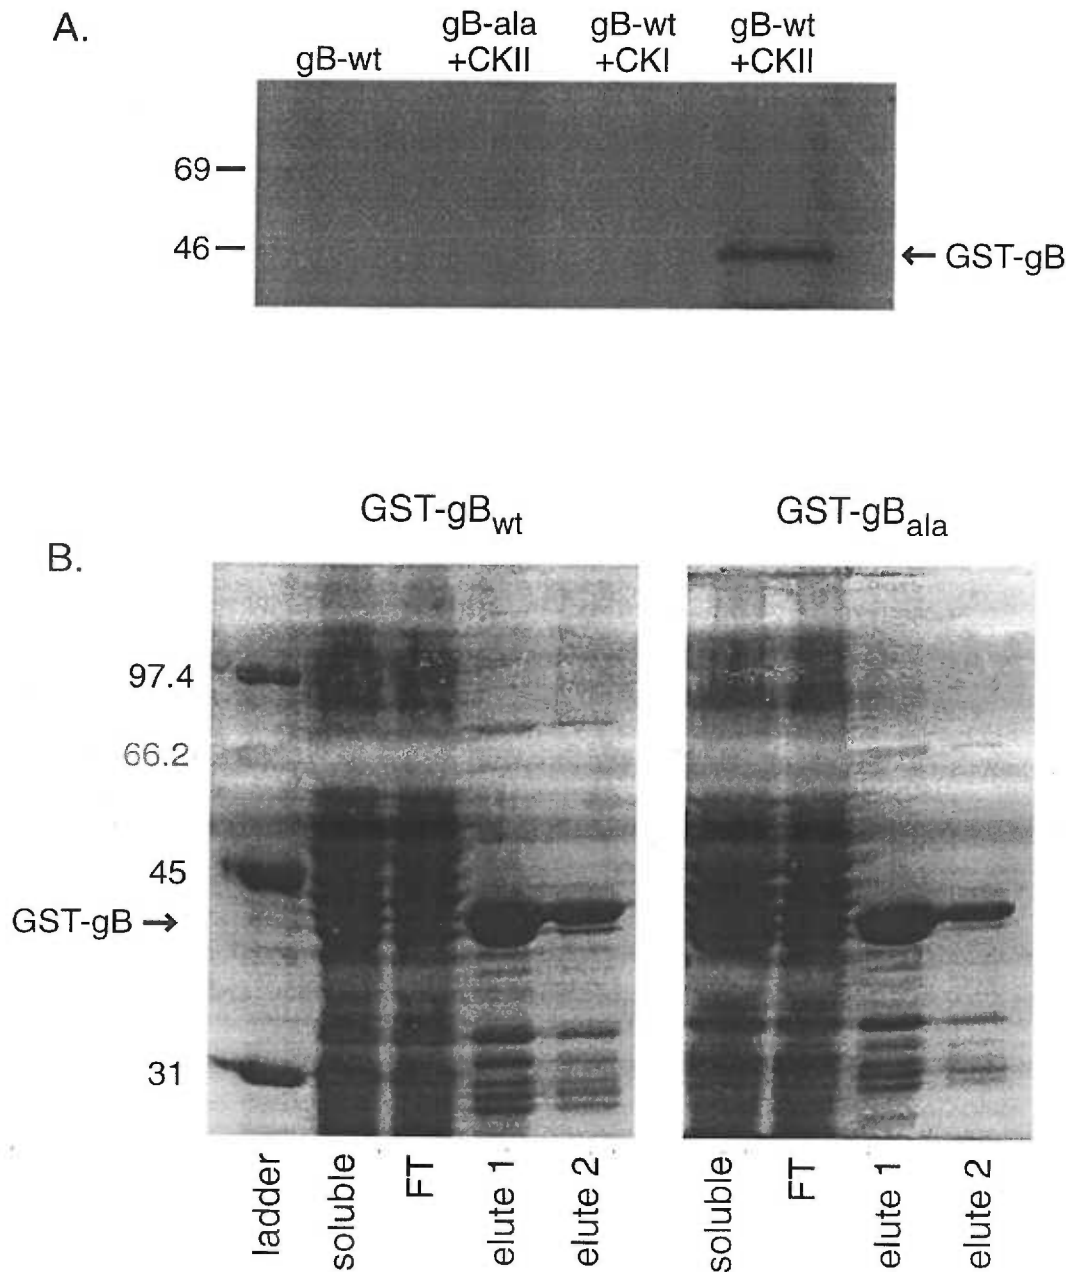 A.
gB-wt
gB-ala
+CKII
gB-wt
+CKI
gB-wt
+CKII
69
46
← GST-gB
GST-gBwt
GST-gBala
B.
97.4
66.2
45
GST-gB →
31
ladder
soluble
FT
elute 1
elute 2
soluble
FT
elute 1
elute 2